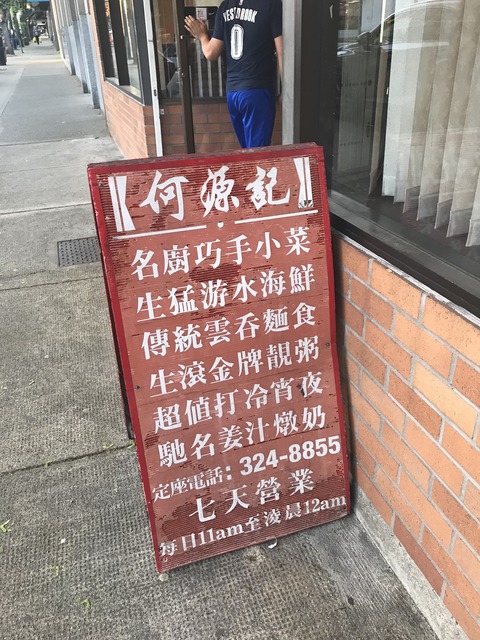 WESTBROOK
0
何源記
名廚巧手小菜
生猛游水海鮮
傳統雲吞麵食
生滾金牌靚粥
超值打冷宵夜
馳名姜汁燉奶
定座電話：324-8855
七天營業
每日11am至淩晨12am